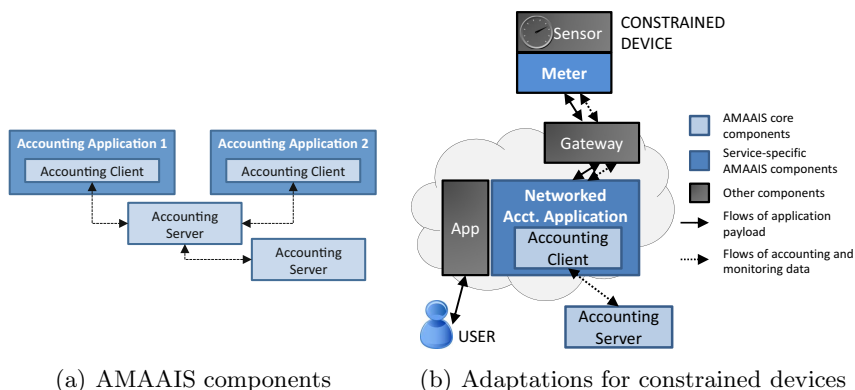 Accounting Application 1
Accounting Client
Accounting Application 2
Accounting Client
Accounting
Server
Accounting
Server
(a) AMAAIS components
CONSTRAINED
DEVICE
Sensor
Meter
Gateway
Networked
Acct. Application
Accounting
Client
App
USER
Accounting
Server
AMAAIS core
components
Service-specific
AMAAIS components
Other components
Flows of application
payload
Flows of accounting and
monitoring data
(b) Adaptations for constrained devices